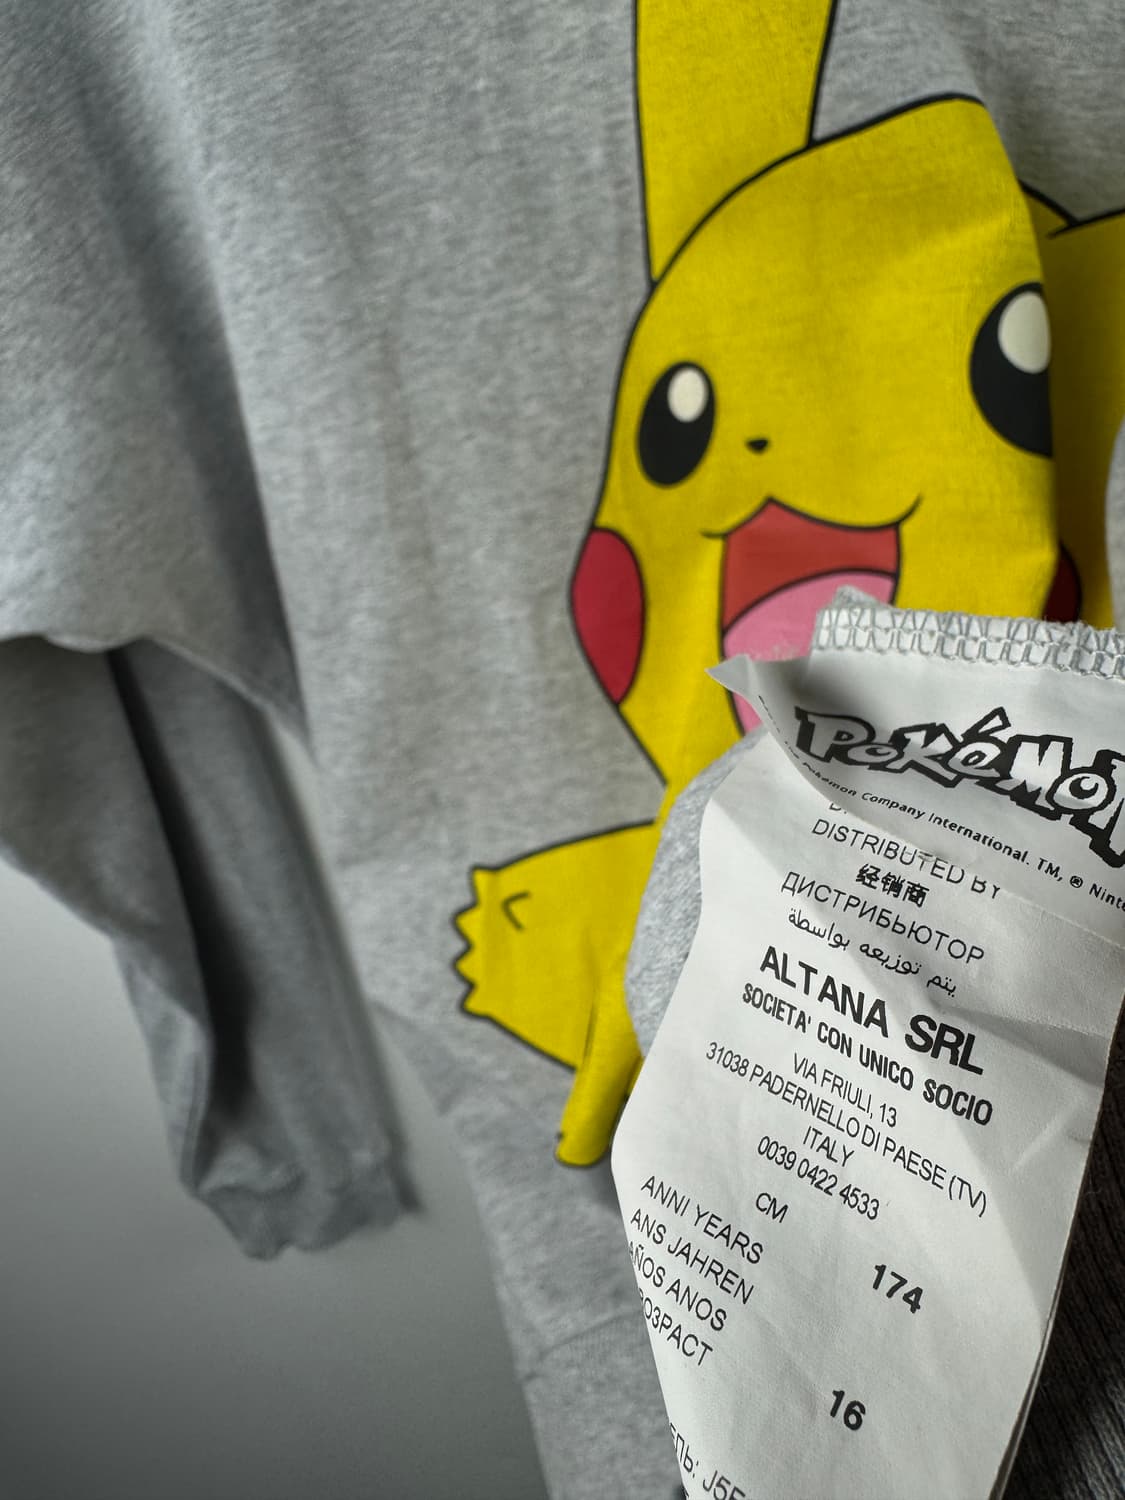 POKÉMON
Pokémon Company International. TM, ® Ninte
DISTRIBUTED BY
经销商
ДИСТРИБЬЮТОР
يتم توزيعه بواسطة
ALTANA SRL
SOCIETA' CON UNICO SOCIO
VIA FRIULI, 13
31038 PADERNELLO DI PAESE (TV)
ITALY
0039 0422 4533
CM
174
ANNI YEARS
ANS JAHREN
AÑOS ANOS
ВОЗРАСТ
16